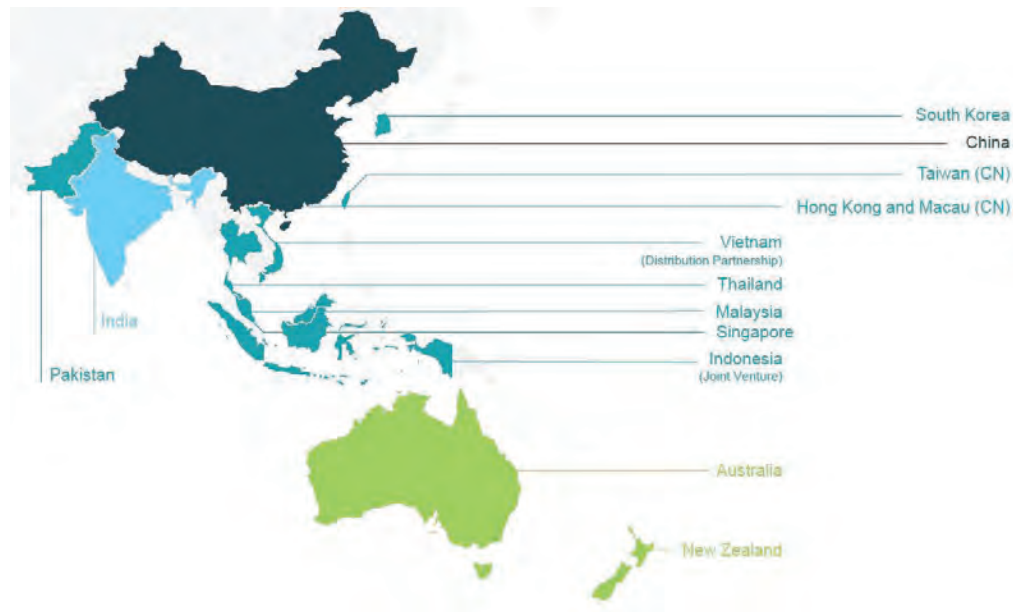 South Korea
China
Taiwan (CN)
Hong Kong and Macau (CN)
Vietnam
(Distribution Partnership)
Thailand
India
Malaysia
Singapore
Indonesia
(Joint Venture)
Pakistan
Australia
New Zealand